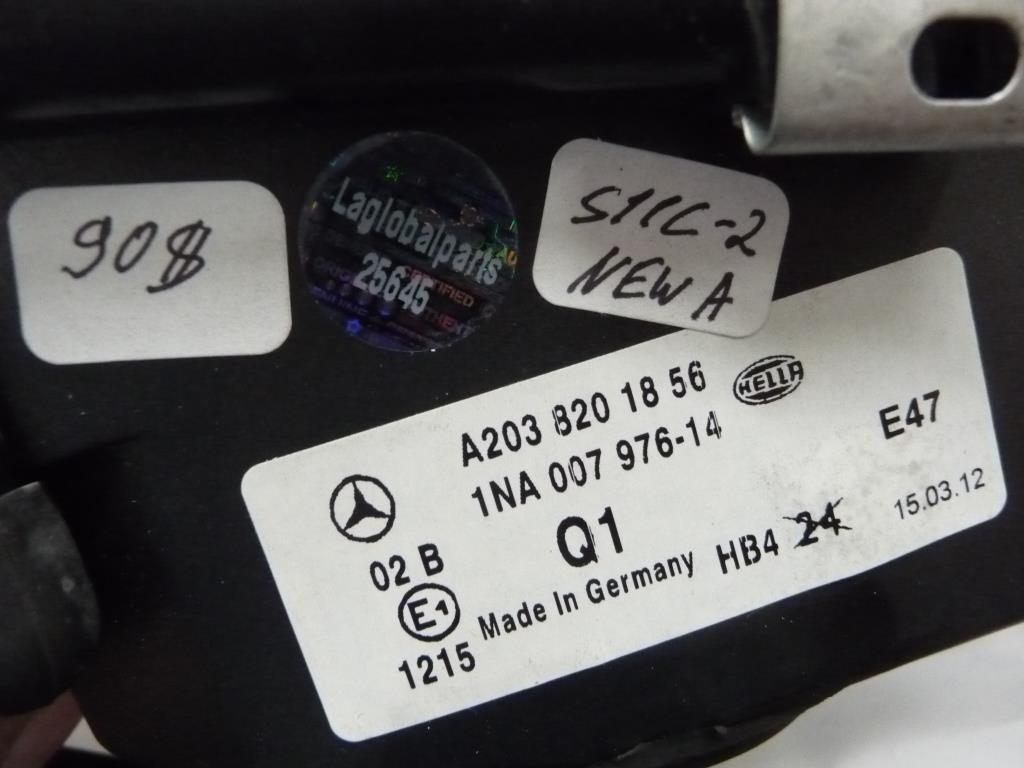 90$
Laglobalparts
25645
S11C-2
NEW A
A203 820 18 56
HELLA
1NA 007 976-14
E47
Q1
HB4 24
15.03.12
02 B
E1
Made In Germany
1215